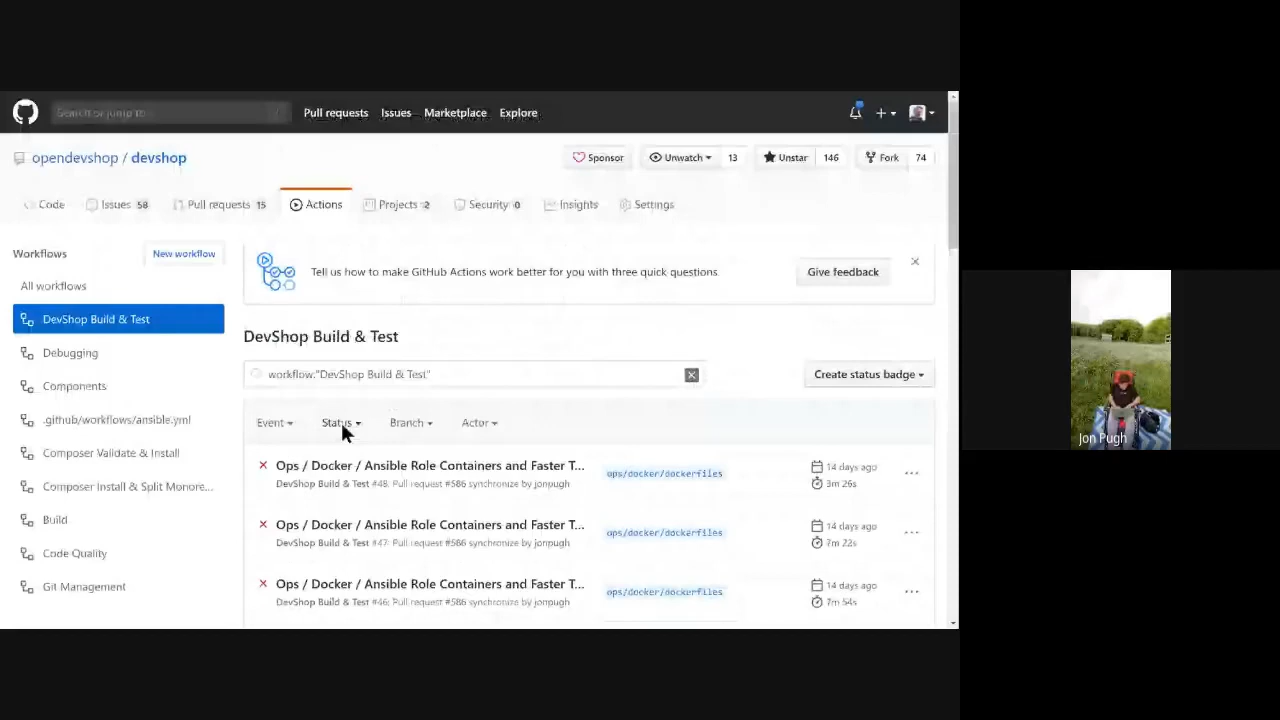 Search or jump to...
/
Pull requests
Issues
Marketplace
Explore
opendevshop / devshop
Sponsor
Unwatch
13
Unstar
146
Fork
74
Code
Issues 58
Pull requests 15
Actions
Projects 2
Security 0
Insights
Settings
Workflows
New workflow
All workflows
DevShop Build & Test
Debugging
Components
.github/workflows/ansible.yml
Composer Validate & Install
Composer Install & Split Monore...
Build
Code Quality
Git Management
Tell us how to make GitHub Actions work better for you with three quick questions.
Give feedback
DevShop Build & Test
workflow:"DevShop Build & Test"
Create status badge
Event
Status
Branch
Actor
Ops / Docker / Ansible Role Containers and Faster T...
DevShop Build & Test #48: Pull request #586 synchronize by jonpugh
ops/docker/dockerfiles
14 days ago
3m 26s
Ops / Docker / Ansible Role Containers and Faster T...
DevShop Build & Test #47: Pull request #586 synchronize by jonpugh
ops/docker/dockerfiles
14 days ago
7m 22s
Ops / Docker / Ansible Role Containers and Faster T...
DevShop Build & Test #46: Pull request #586 synchronize by jonpugh
ops/docker/dockerfiles
14 days ago
7m 54s
Jon Pugh